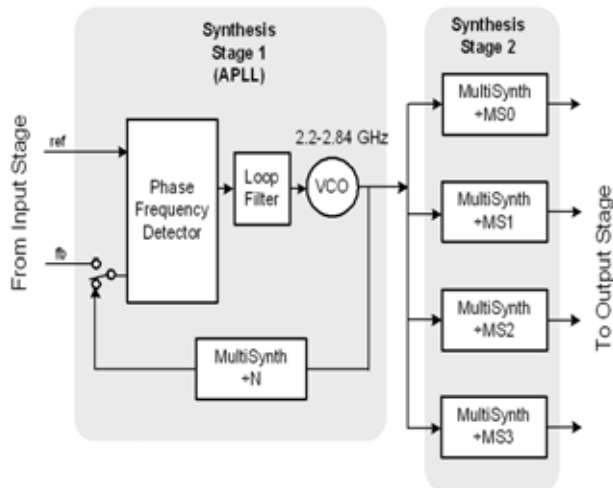 Synthesis
Stage 1
(APLL)
Synthesis
Stage 2
From Input Stage
ref
fb
Phase
Frequency
Detector
Loop
Filter
2.2-2.84 GHz
VCO
MultiSynth
÷N
MultiSynth
÷MS0
MultiSynth
÷MS1
MultiSynth
÷MS2
MultiSynth
÷MS3
To Output Stage